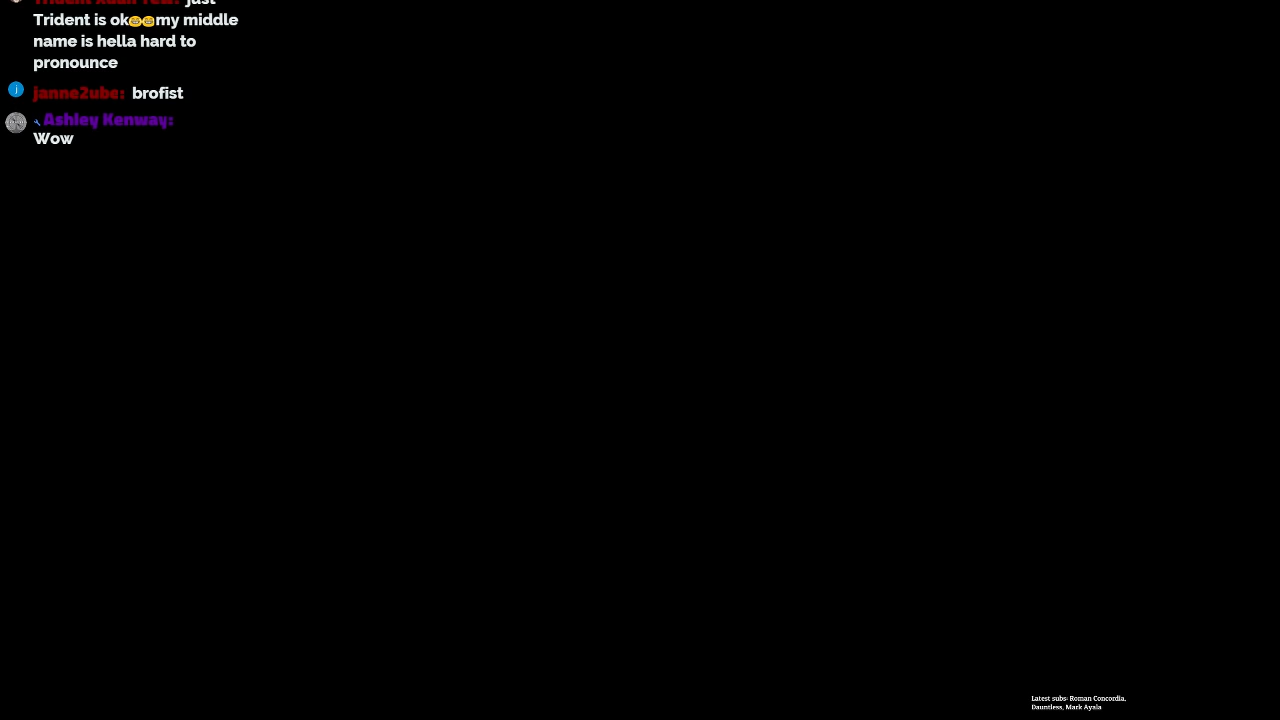 just
Trident is ok😂😂my middle
name is hella hard to
pronounce
janne2ube: brofist
Ashley Kenway:
Wow
Latest subs: Roman Concordia,
Dauntless, Mark Ayala